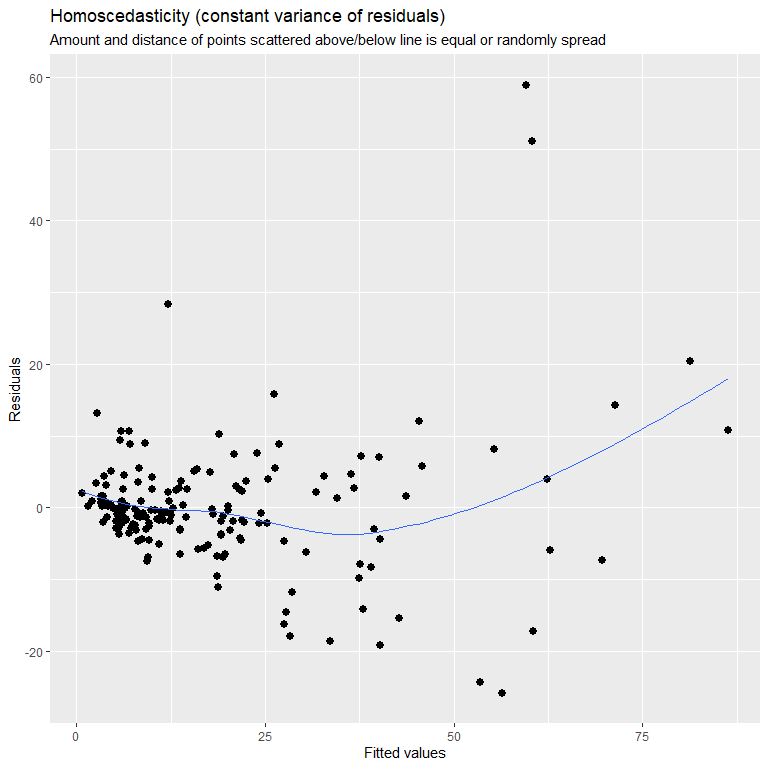 Homoscedasticity (constant variance of residuals)
Amount and distance of points scattered above/below line is equal or randomly spread
60
40
20
0
-20
Residuals
0
25
50
75
Fitted values